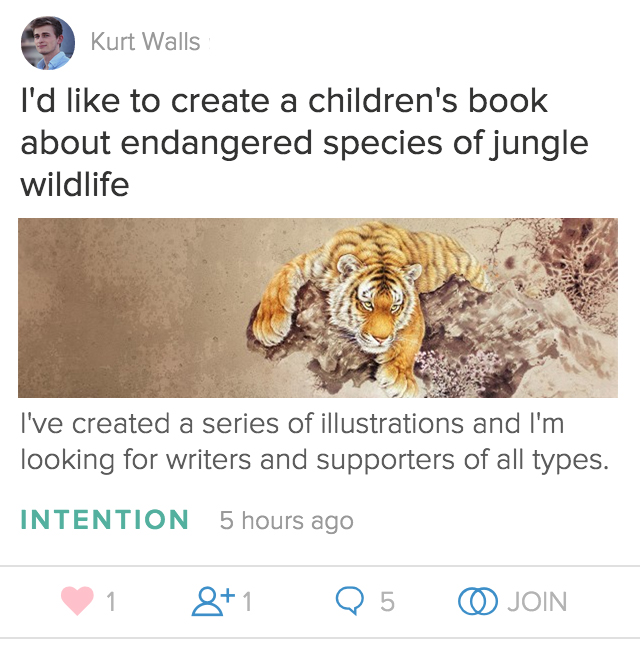 Kurt Walls
I'd like to create a children's book
about endangered species of jungle
wildlife
I've created a series of illustrations and I'm
looking for writers and supporters of all types.
INTENTION 5 hours ago
1 1 5 JOIN